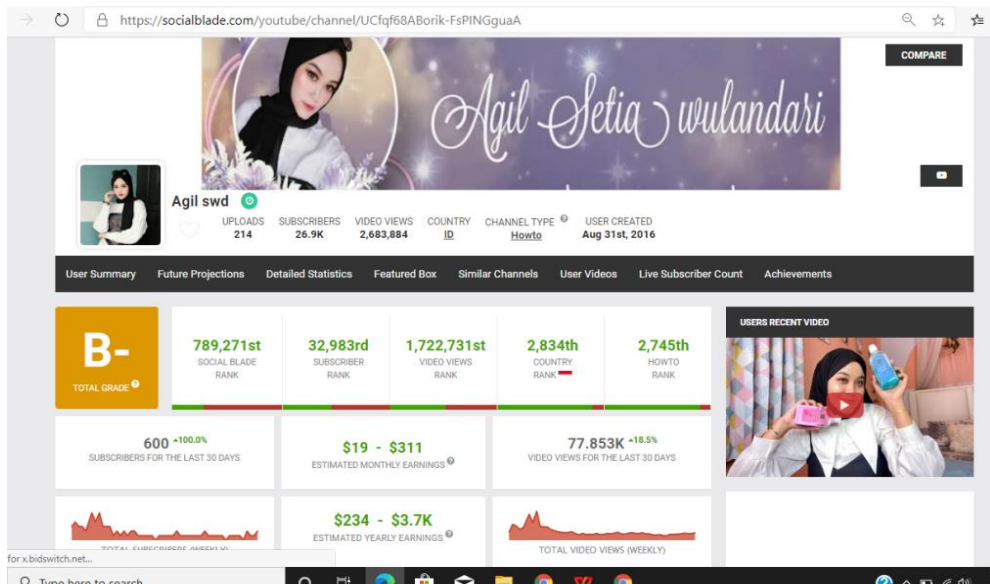 https://socialblade.com/youtube/channel/UCfqf68ABorik-FsPINGguaA
COMPARE
Agil Setia wulandari
Agil swd
UPLOADS SUBSCRIBERS VIDEO VIEWS COUNTRY CHANNEL TYPE USER CREATED
214 26.9K 2,683,884 ID Howto Aug 31st, 2016
User Summary Future Projections Detailed Statistics Featured Box Similar Channels User Videos Live Subscriber Count Achievements
B-
TOTAL GRADE
789,271st
SOCIAL BLADE
RANK
32,983rd
SUBSCRIBER
RANK
1,722,731st
VIDEO VIEWS
RANK
2,834th
COUNTRY
RANK
2,745th
HOWTO
RANK
USERS RECENT VIDEO
600 +100.0%
SUBSCRIBERS FOR THE LAST 30 DAYS
$19 - $311
ESTIMATED MONTHLY EARNINGS
77.853K +18.5%
VIDEO VIEWS FOR THE LAST 30 DAYS
TOTAL SUBSCRIBERS (WEEKLY)
$234 - $3.7K
ESTIMATED YEARLY EARNINGS
TOTAL VIDEO VIEWS (WEEKLY)
for x.bidswitch.net...
Type here to search